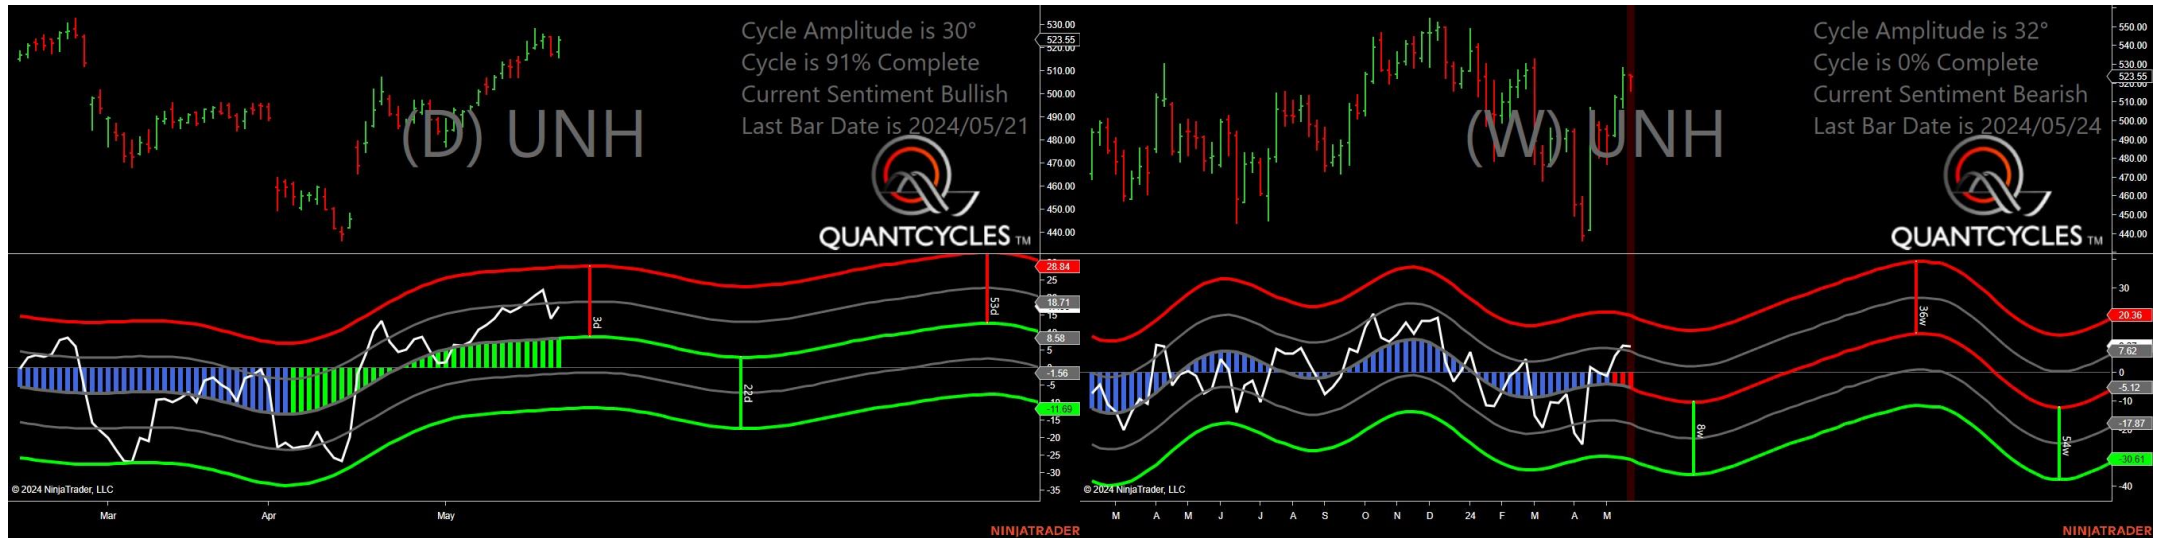 Cycle Amplitude is 30°
Cycle is 91% Complete
Current Sentiment Bullish
Last Bar Date is 2024/05/21
(D) UNH
QUANTCYCLES TM
530.00
523.55
520.00
510.00
500.00
490.00
480.00
470.00
460.00
450.00
440.00
28.84
25
18.71
15
8.58
5
-1.56
-5
-10
-11.69
-15
-20
-25
-30
-35
3d
22d
53d
© 2024 NinjaTrader, LLC
Mar
Apr
May
NINJATRADER
Cycle Amplitude is 32°
Cycle is 0% Complete
Current Sentiment Bearish
Last Bar Date is 2024/05/24
(W) UNH
QUANTCYCLES TM
550.00
540.00
530.00
523.55
520.00
510.00
500.00
490.00
480.00
470.00
460.00
450.00
440.00
30
20.36
7.62
0
-5.12
-10
-17.87
-30.61
-40
8w
36w
54w
© 2024 NinjaTrader, LLC
M A M J J A S O N D 24 F M A M
NINJATRADER